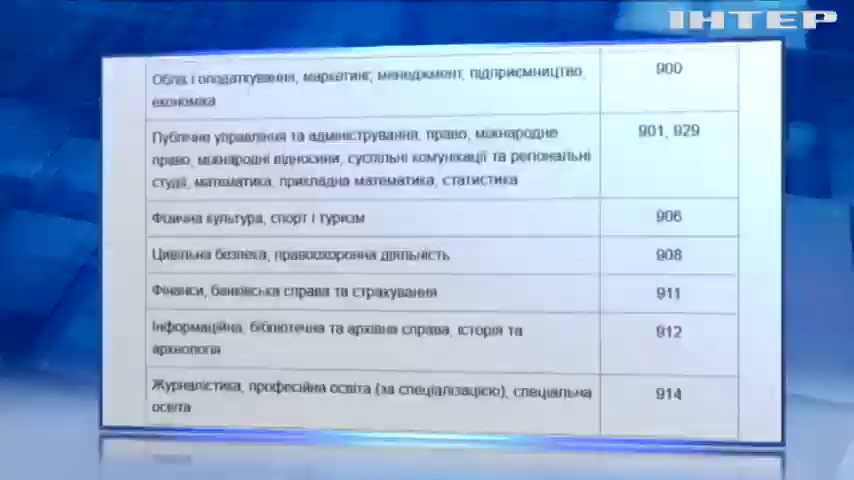 ІНТЕР
Облік і оподаткування, маркетинг, менеджмент, підприємництво,
економіка
900
Публічне управління та адміністрування, право, міжнародне
право, міжнародні відносини, суспільні комунікації та регіональні
студії, математика, прикладна математика, статистика
901, 929
Фізична культура, спорт і туризм
906
Цивільна безпека, правоохоронна діяльність
908
Фінанси, банківська справа та страхування
911
Інформаційна, бібліотечна та архівна справа, історія та
археологія
912
Журналістика, професійна освіта (за спеціалізацією), спеціальна
освіта
914